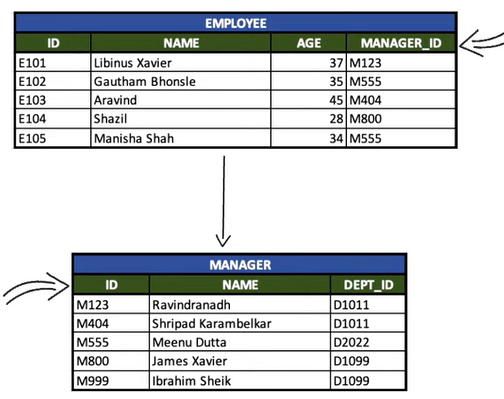 EMPLOYEE
ID NAME AGE MANAGER_ID
E101 Libinus Xavier 37 M123
E102 Gautham Bhonsle 35 M555
E103 Aravind 45 M404
E104 Shazil 28 M800
E105 Manisha Shah 34 M555
MANAGER
ID NAME DEPT_ID
M123 Ravindranadh D1011
M404 Shripad Karambelkar D1011
M555 Meenu Dutta D2022
M800 James Xavier D1099
M999 Ibrahim Sheik D1099